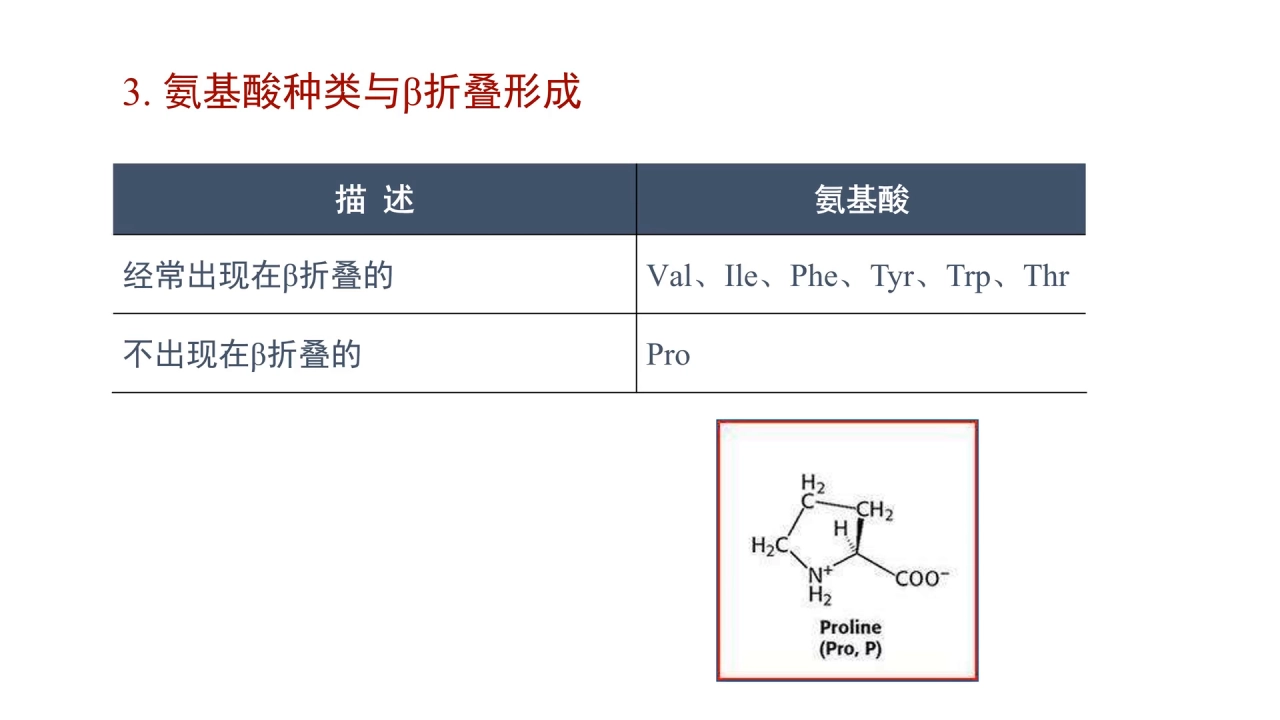 3. 氨基酸种类与β折叠形成
描 述 氨基酸
经常出现在β折叠的 Val、Ile、Phe、Tyr、Trp、Thr
不出现在β折叠的 Pro
H₂
C
CH₂
H
H₂C
N⁺
COO⁻
H₂
Proline
(Pro, P)